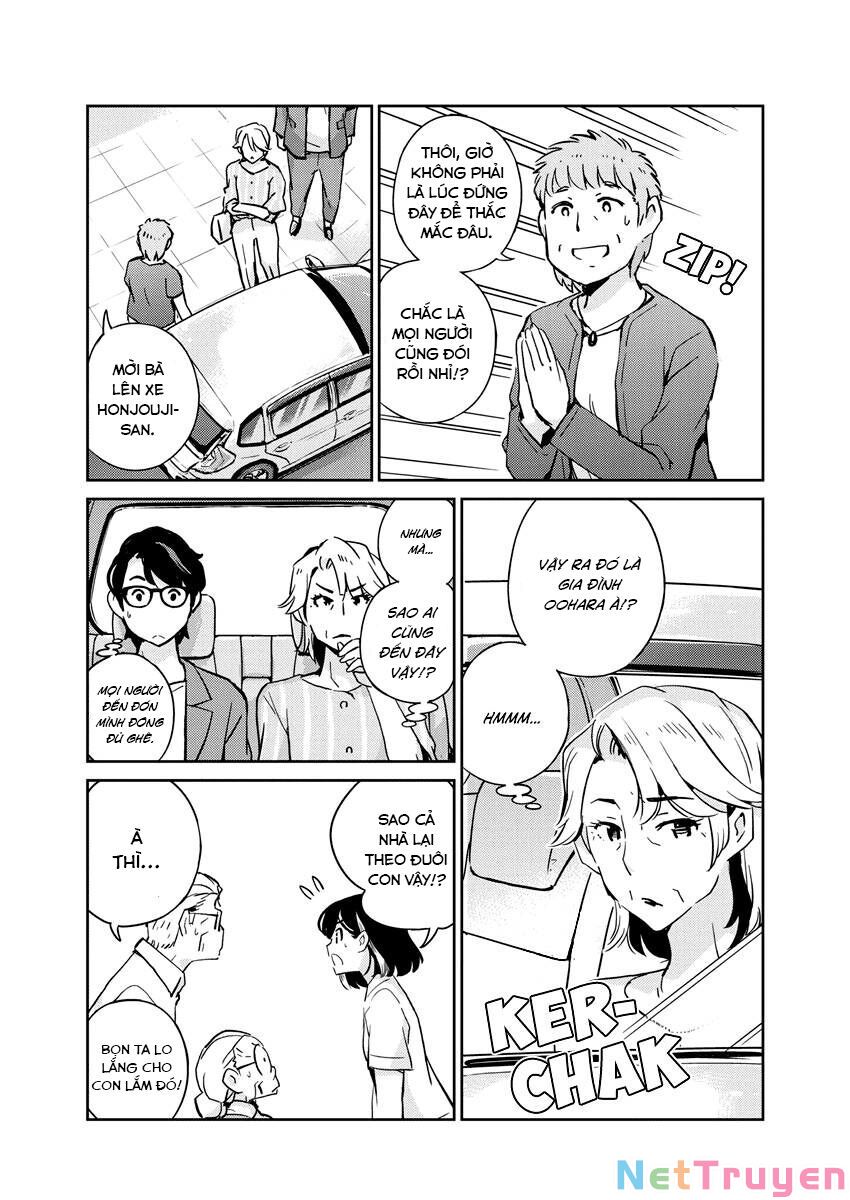 THÔI, GIỜ
KHÔNG PHẢI
LÀ LÚC ĐỨNG
ĐÂY ĐỂ THẮC
MẮC ĐÂU.
ZIP!
CHẮC LÀ
MỌI NGƯỜI
CŨNG ĐÓI
RỒI NHỈ!?
MỜI BÀ
LÊN XE
HONJOUJI-
SAN.
VẬY RA ĐÓ LÀ
GIA ĐÌNH
OOHARA À!?
HMMM...
KER-
CHAK
NHƯNG
MÀ...
SAO AI
CŨNG
ĐẾN ĐÂY
VẬY!?
MỌI NGƯỜI
ĐẾN ĐÓN
MÌNH ĐÔNG
ĐỦ GHÊ.
SAO CẢ
NHÀ LẠI
THEO ĐUÔI
CON VẬY!?
À
THÌ...
BỌN TA LO
LẮNG CHO
CON LẮM ĐÓ!
NetTruyen